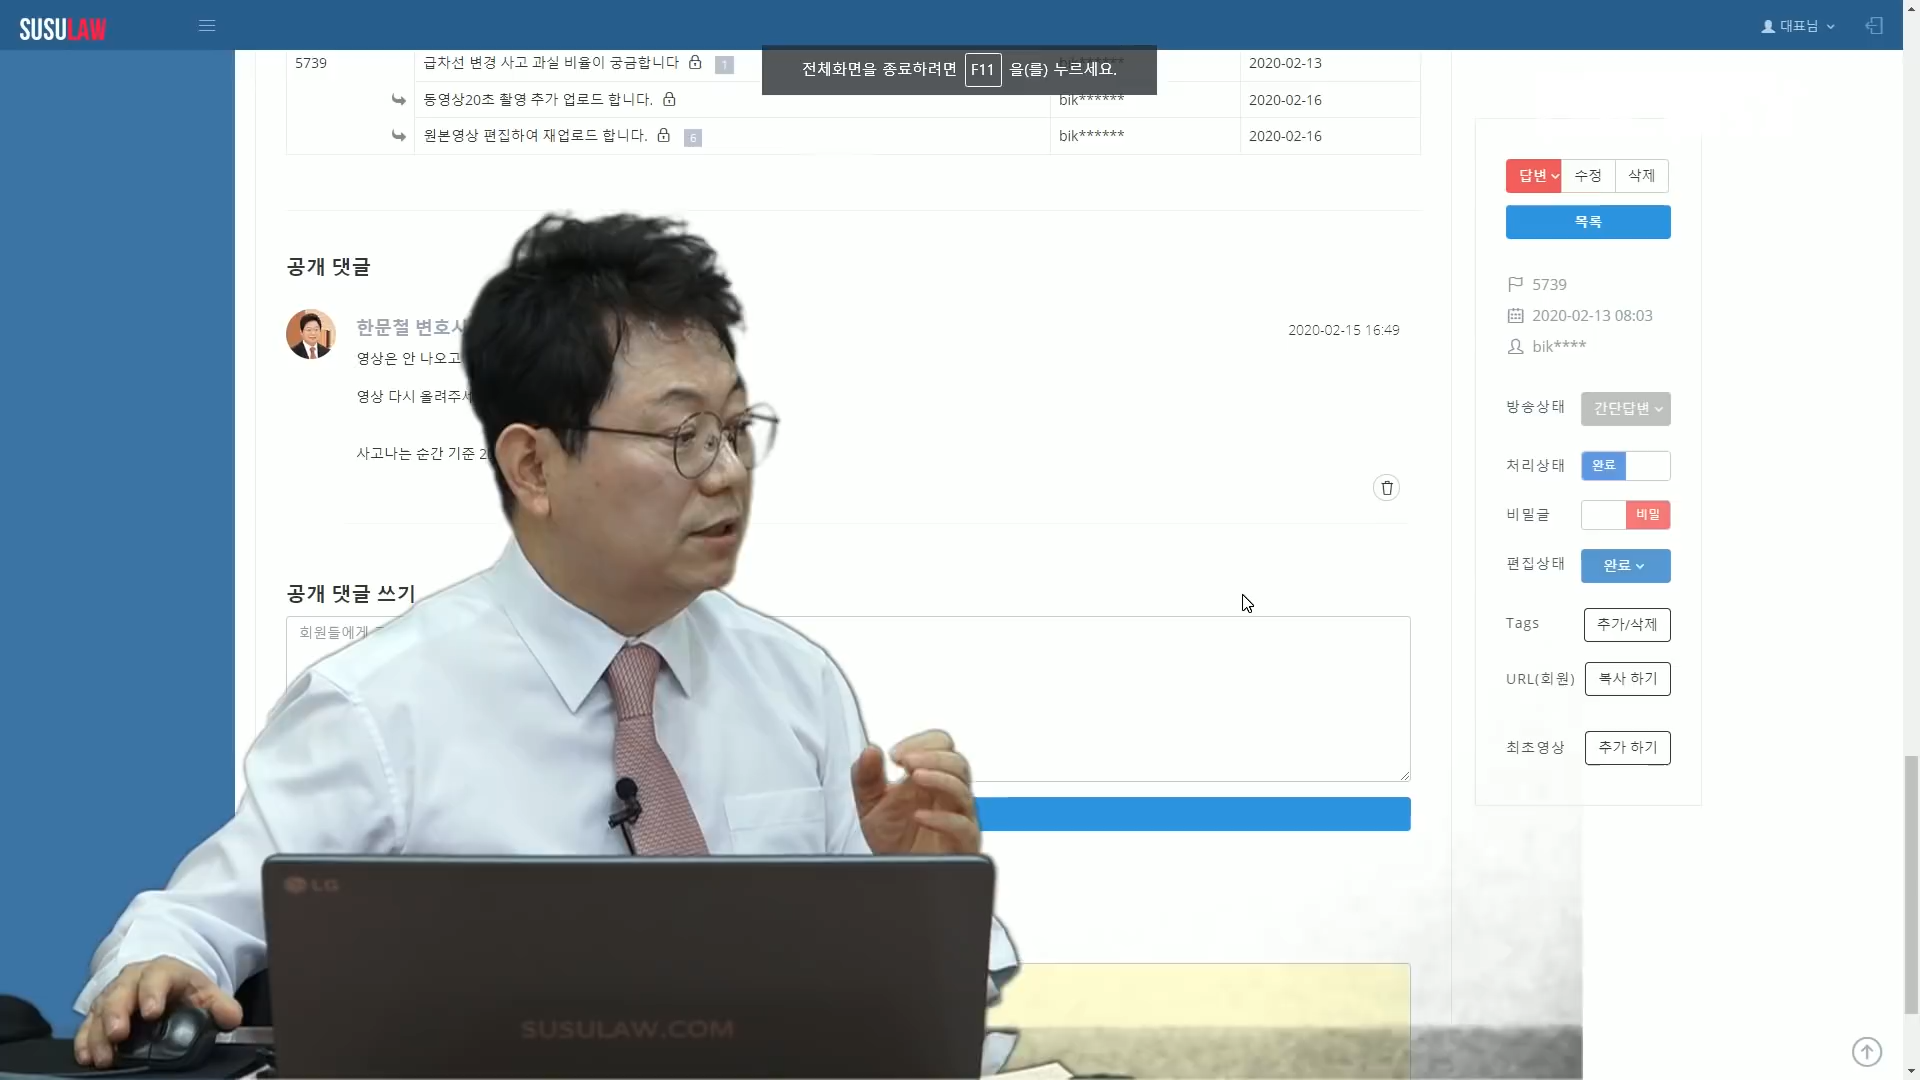 SUSULAW
대표님
전체화면을 종료하려면 F11 을(를) 누르세요.
5739
급차선 변경 사고 과실 비율이 궁금합니다 1
2020-02-13
동영상20초 촬영 추가 업로드 합니다.
bik******
2020-02-16
원본영상 편집하여 재업로드 합니다. 6
bik******
2020-02-16
공개 댓글
한문철 변호사
2020-02-15 16:49
영상은 안 나오고
영상 다시 올려주세
사고나는 순간 기준
공개 댓글 쓰기
회원들에게
답변
수정
삭제
목록
5739
2020-02-13 08:03
bik****
방송상태 간단답변
처리상태 완료
비밀글 비밀
편집상태 완료
Tags 추가/삭제
URL(회원) 복사 하기
최초영상 추가 하기
LG
SUSULAW.COM